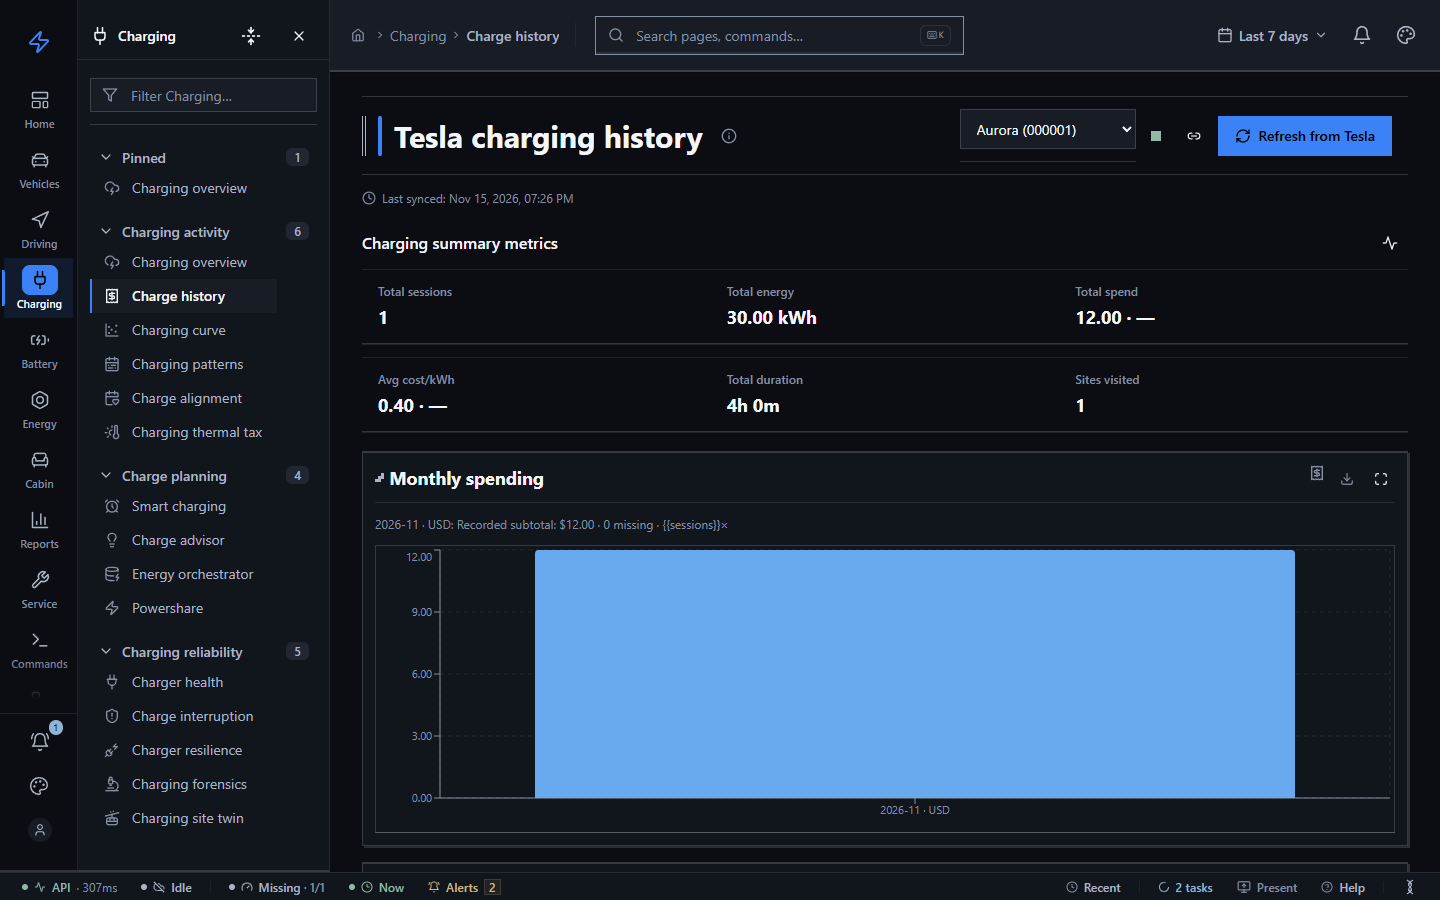 Charging
Charging
Charge history
Search pages, commands...
K
Last 7 days
Home
Vehicles
Driving
Charging
Battery
Energy
Cabin
Reports
Service
Commands
1
Filter Charging...
Pinned
1
Charging overview
Charging activity
6
Charging overview
Charge history
Charging curve
Charging patterns
Charge alignment
Charging thermal tax
Charge planning
4
Smart charging
Charge advisor
Energy orchestrator
Powershare
Charging reliability
5
Charger health
Charge interruption
Charger resilience
Charging forensics
Charging site twin
Tesla charging history
Aurora (000001)
Refresh from Tesla
Last synced: Nov 15, 2026, 07:26 PM
Charging summary metrics
Total sessions
1
Total energy
30.00 kWh
Total spend
12.00 · —
Avg cost/kWh
0.40 · —
Total duration
4h 0m
Sites visited
1
Monthly spending
2026-11 · USD: Recorded subtotal: $12.00 · 0 missing · {{sessions}}×
12.00
9.00
6.00
3.00
0.00
2026-11 · USD
API · 307ms
Idle
Missing · 1/1
Now
Alerts 2
Recent
2 tasks
Present
Help